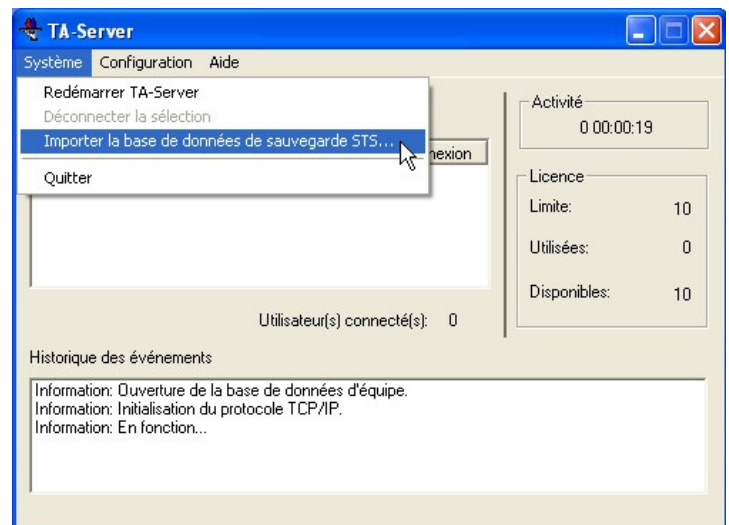 TA-Server
Système Configuration Aide
Redémarrer TA-Server
Déconnecter la sélection
Importer la base de données de sauvegarde STS...
Quitter
Activité
0 00:00:19
Licence
Limite: 10
Utilisées: 0
Disponibles: 10
Utilisateur(s) connecté(s): 0
Historique des événements
Information: Ouverture de la base de données d'équipe.
Information: Initialisation du protocole TCP/IP.
Information: En fonction...